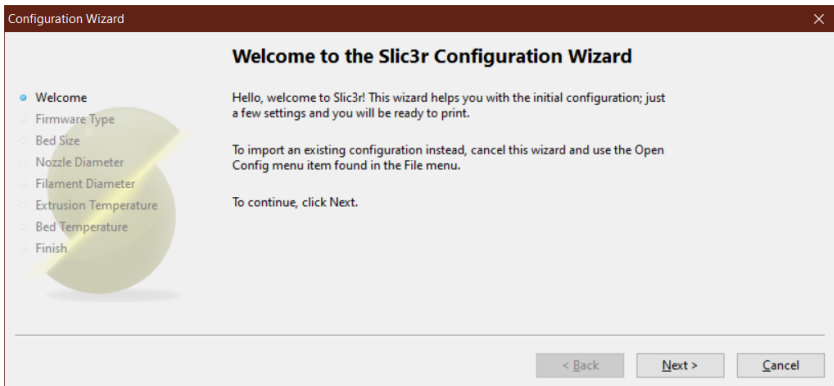 Configuration Wizard
Welcome to the Slic3r Configuration Wizard
Welcome
Firmware Type
Bed Size
Nozzle Diameter
Filament Diameter
Extrusion Temperature
Bed Temperature
Finish
Hello, welcome to Slic3r! This wizard helps you with the initial configuration; just
a few settings and you will be ready to print.
To import an existing configuration instead, cancel this wizard and use the Open
Config menu item found in the File menu.
To continue, click Next.
< Back
Next >
Cancel